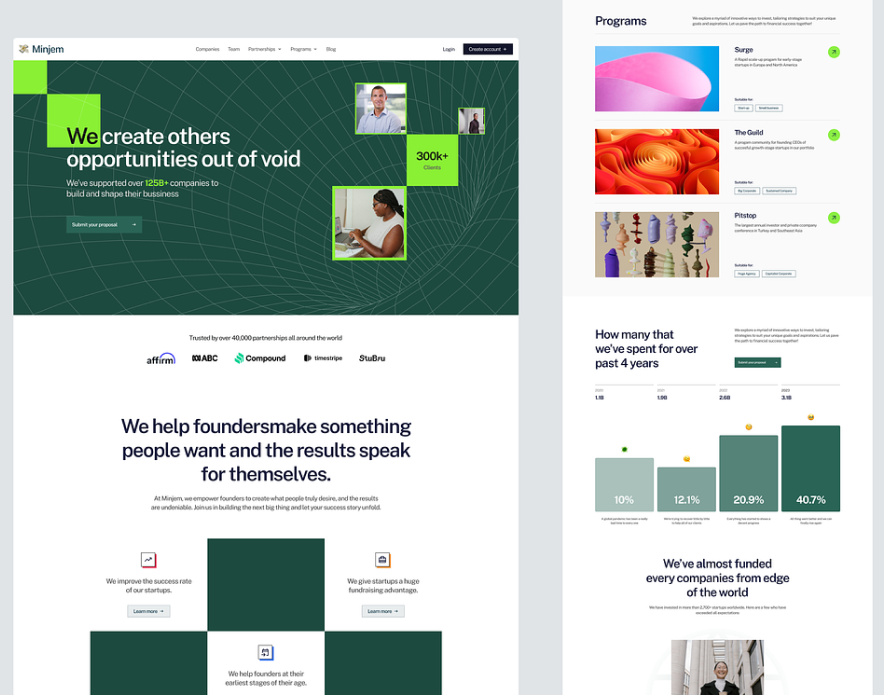 Minjem
Companies Team Partnerships Programs Blog
Login
Create account
We create others
opportunities out of void
We've supported over 125B+ companies to
build and shape their bussiness
Submit your proposal
300k+
Clients
Trusted by over 40,000 partnerships all around the world
affirm ABC Compound timestripe StuBru
We help foundersmake something
people want and the results speak
for themselves.
At Minjem, we empower founders to create what people truly desire, and the results
are undeniable. Join us in building the next big thing and let your success story unfold.
We improve the success rate
of our startups.
Learn more
We give startups a huge
fundraising advantage.
Learn more
We help founders at their
earliest stages of their age.
Programs
We explore a myriad of innovative ways to invest, tailoring strategies to suit your unique
goals and aspirations. Let us pave the path to financial success together!
Surge
A Rapid scale-up program for early-stage
startups in Europe and North America
Suitable for:
Start-up
Small business
The Guild
A program community for founding CEOs of
successful growth-stage startups in our portfolio
Suitable for:
Big Corporate
Pitstop
The largest annual investor and private company
conference in Turkey and Southeast Asia
Suitable for:
Huge Agency
How many that
we've spent for over
past 4 years
We explore a myriad of innovative ways to invest, tailoring
strategies to suit your unique goals and aspirations. Let us pave
the path to financial success together!
Submit your proposal
2020
1.1B
2021
1.9B
2022
2.6B
2023
3.1B
10%
12.1%
20.9%
40.7%
We've almost funded
every companies from edge
of the world
We have invested in more than 2,700+ startups worldwide. Here are a few who have
exceeded all expectations: